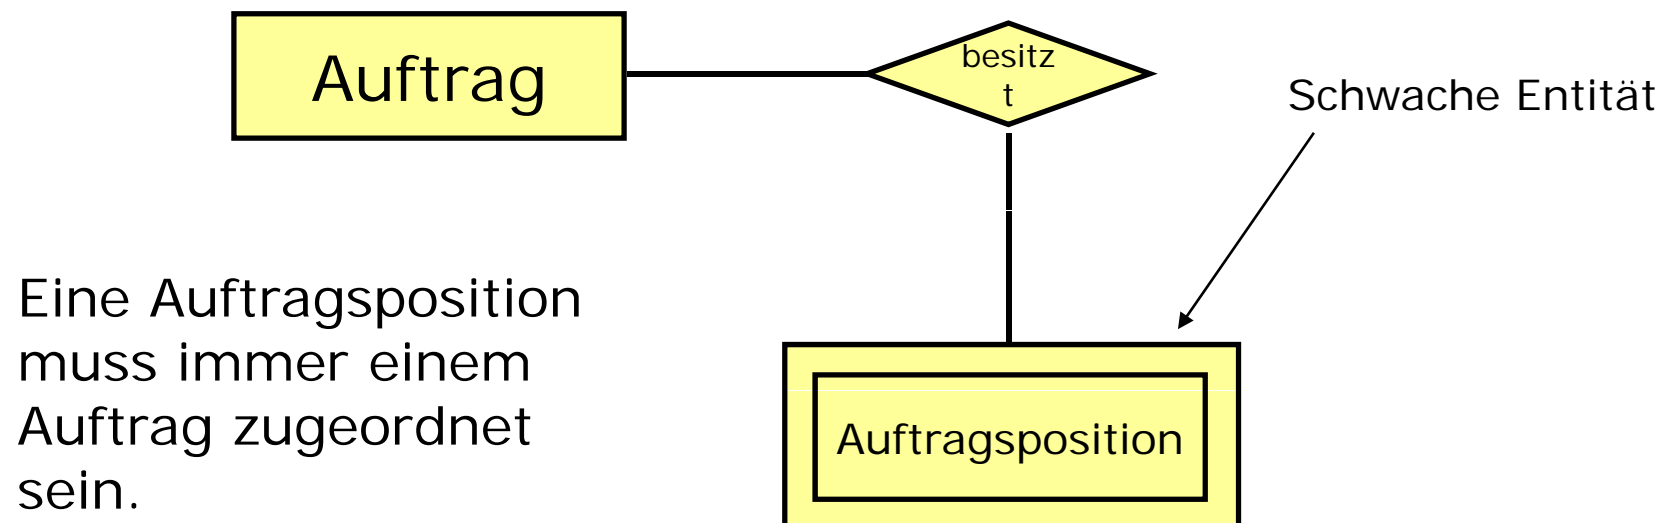 Auftrag
besitz
t
Schwache Entität
Eine Auftragsposition
muss immer einem
Auftrag zugeordnet
sein.
Auftragsposition